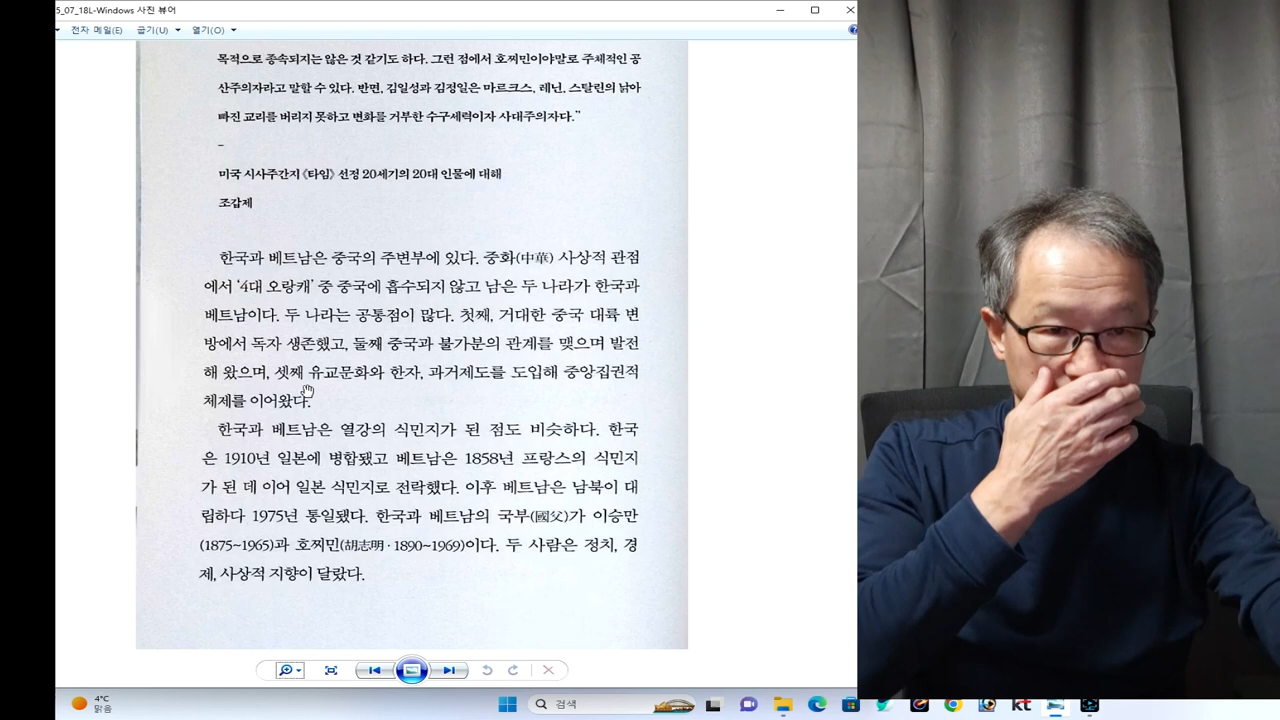 5_07_18L-Windows 사진 뷰어
전자 메일(E) 굽기(U) 열기(O)
목적으로 종속되지는 않은 것 같기도 하다. 그런 점에서 호찌민이야말로 주체적인 공
산주의자라고 말할 수 있다. 반면, 김일성과 김정일은 마르크스, 레닌, 스탈린의 낡아
빠진 교리를 버리지 못하고 변화를 거부한 수구세력이자 사대주의자다.”
–
미국 시사주간지 《타임》 선정 20세기의 20대 인물에 대해
조갑제
한국과 베트남은 중국의 주변부에 있다. 중화(中華) 사상적 관점
에서 ‘4대 오랑캐’ 중 중국에 흡수되지 않고 남은 두 나라가 한국과
베트남이다. 두 나라는 공통점이 많다. 첫째, 거대한 중국 대륙 변
방에서 독자 생존했고, 둘째 중국과 불가분의 관계를 맺으며 발전
해 왔으며, 셋째 유교문화와 한자, 과거제도를 도입해 중앙집권적
체제를 이어왔다.
한국과 베트남은 열강의 식민지가 된 점도 비슷하다. 한국
은 1910년 일본에 병합됐고 베트남은 1858년 프랑스의 식민지
가 된 데 이어 일본 식민지로 전락했다. 이후 베트남은 남북이 대
립하다 1975년 통일됐다. 한국과 베트남의 국부(國父)가 이승만
(1875~1965)과 호찌민(胡志明·1890~1969)이다. 두 사람은 정치, 경
제, 사상적 지향이 달랐다.
4°C
맑음
검색
kt